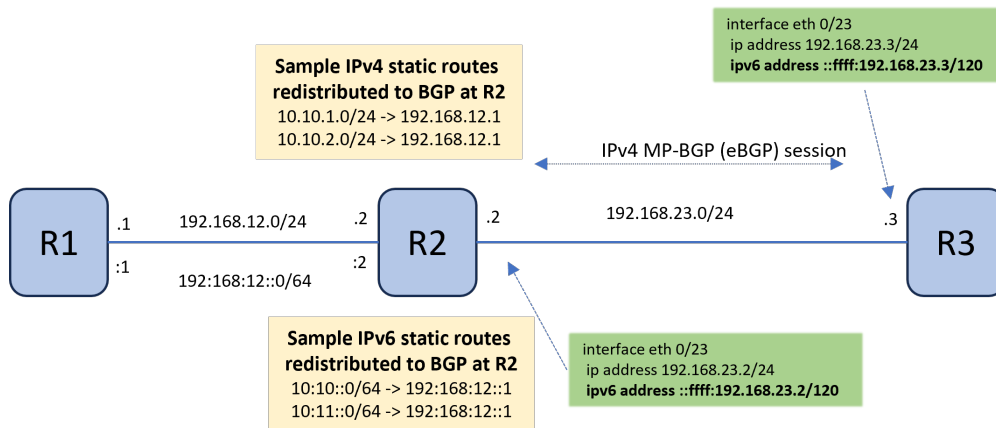 interface eth 0/23
ip address 192.168.23.3/24
ipv6 address ::ffff:192.168.23.3/120
Sample IPv4 static routes
redistributed to BGP at R2
10.10.1.0/24 -> 192.168.12.1
10.10.2.0/24 -> 192.168.12.1
IPv4 MP-BGP (eBGP) session
R1
.1
192.168.12.0/24
.2
R2
.2
192.168.23.0/24
.3
R3
:1
192:168:12::0/64
:2
Sample IPv6 static routes
redistributed to BGP at R2
10:10::0/64 -> 192:168:12::1
10:11::0/64 -> 192:168:12::1
interface eth 0/23
ip address 192.168.23.2/24
ipv6 address ::ffff:192.168.23.2/120